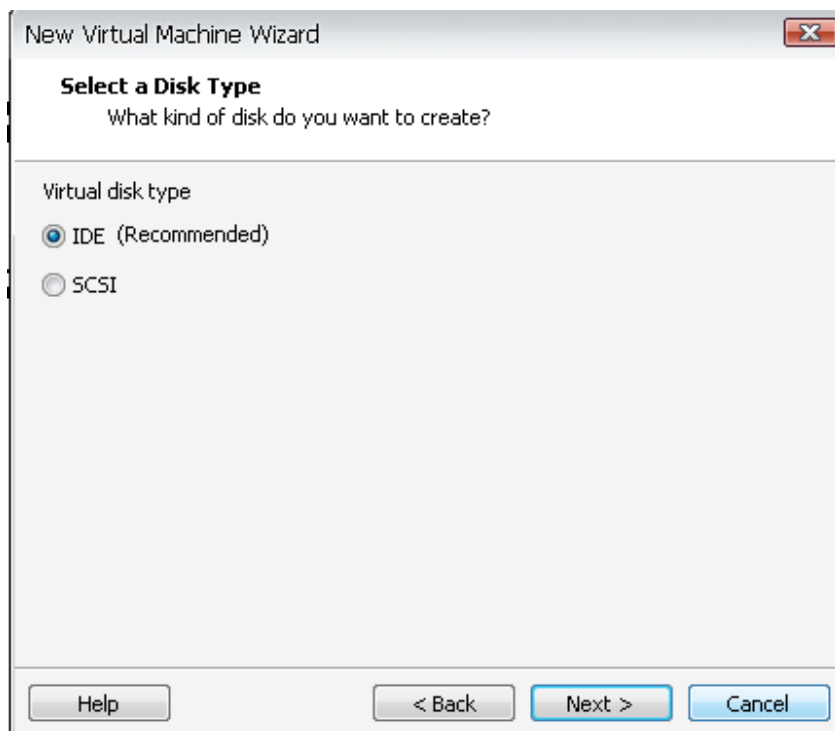 New Virtual Machine Wizard
Select a Disk Type
What kind of disk do you want to create?
Virtual disk type
IDE (Recommended)
SCSI
Help < Back Next > Cancel